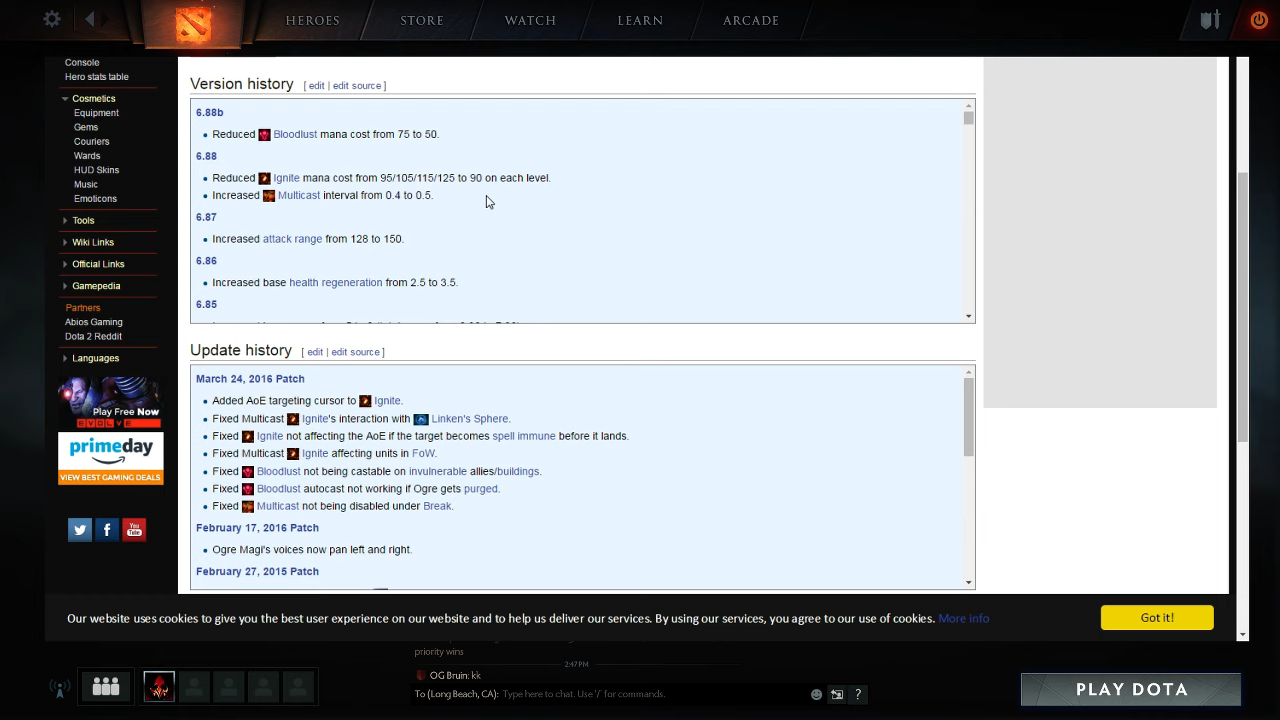 HEROES
STORE
WATCH
LEARN
ARCADE
Console
Hero stats table
Cosmetics
Equipment
Gems
Couriers
Wards
HUD Skins
Music
Emoticons
Tools
Wiki Links
Official Links
Gamepedia
Partners
Abios Gaming
Dota 2 Reddit
Languages
Play Free Now
EVOLVE
primeday
VIEW BEST GAMING DEALS
You
Tube
Version history [ edit | edit source ]
6.88b
Reduced Bloodlust mana cost from 75 to 50.
6.88
Reduced Ignite mana cost from 95/105/115/125 to 90 on each level.
Increased Multicast interval from 0.4 to 0.5.
6.87
Increased attack range from 128 to 150.
6.86
Increased base health regeneration from 2.5 to 3.5.
6.85
Update history [ edit | edit source ]
March 24, 2016 Patch
Added AoE targeting cursor to Ignite.
Fixed Multicast Ignite's interaction with Linken's Sphere.
Fixed Ignite not affecting the AoE if the target becomes spell immune before it lands.
Fixed Multicast Ignite affecting units in FoW.
Fixed Bloodlust not being castable on invulnerable allies/buildings.
Fixed Bloodlust autocast not working if Ogre gets purged.
Fixed Multicast not being disabled under Break.
February 17, 2016 Patch
Ogre Magi's voices now pan left and right.
February 27, 2015 Patch
Our website uses cookies to give you the best user experience on our website and to help us deliver our services. By using our services, you agree to our use of cookies. More info
Got it!
priority wins
2:47 PM
OG Bruin: kk
To (Long Beach, CA): Type here to chat. Use '/' for commands.
?
PLAY DOTA